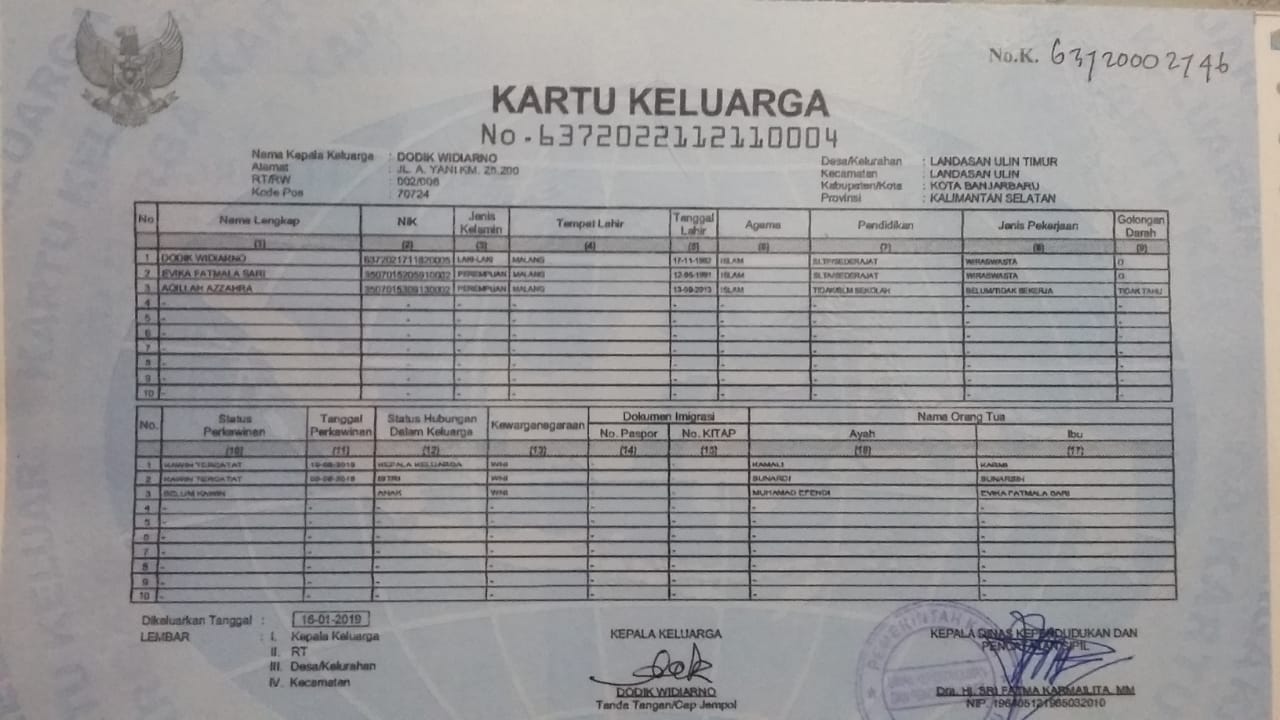 No.K. 63720002746
KARTU KELUARGA
No.6372022112110004
Nama Kepala Keluarga : DODIK WIDIARNO
Alamat : JL. A. YANI KM. 25.200
RT/RW : 002/006
Kode Pos : 70724
Desa/Kelurahan : LANDASAN ULIN TIMUR
Kecamatan : LANDASAN ULIN
Kabupaten/Kota : KOTA BANJARBARU
Provinsi : KALIMANTAN SELATAN
No Nama Lengkap NIK Jenis Kelamin Tempat Lahir Tanggal Lahir Agama Pendidikan Jenis Pekerjaan Golongan Darah
(1) (2) (3) (4) (5) (6) (7) (8) (9)
1 DODIK WIDIARNO 6372021711820005 LAKI-LAKI MALANG 17-11-1982 ISLAM SLTP/SEDERAJAT WIRASWASTA O
2 EVIKA FATMALA SARI 3507015205910002 PEREMPUAN MALANG 12-05-1991 ISLAM SLTA/SEDERAJAT WIRASWASTA O
3 AQILLAH AZZAHRA 3507015309130002 PEREMPUAN MALANG 13-09-2013 ISLAM TIDAK/BLM SEKOLAH BELUM/TIDAK BEKERJA TIDAK TAHU
4 - - - - - - - - -
5 - - - - - - - - -
6 - - - - - - - - -
7 - - - - - - - - -
8 - - - - - - - - -
9 - - - - - - - - -
10 - - - - - - - - -
No. Status Perkawinan Tanggal Perkawinan Status Hubungan Dalam Keluarga Kewarganegaraan Dokumen Imigrasi Nama Orang Tua
No. Paspor No. KITAP Ayah Ibu
(10) (11) (12) (13) (14) (15) (16) (17)
1 KAWIN TERCATAT KEPALA KELUARGA WNI - - KAMALI KARMI
2 KAWIN TERCATAT ISTRI WNI - - SUNARDI SUNARSIH
3 BELUM KAWIN ANAK WNI - - MUHAMAD EFENDI EVIKA FATMALA SARI
4 - - - - - - - -
5 - - - - - - - -
6 - - - - - - - -
7 - - - - - - - -
8 - - - - - - - -
9 - - - - - - - -
10 - - - - - - - -
Dikeluarkan Tanggal : 16-01-2019
LEMBAR : I. Kepala Keluarga
II. RT
III. Desa/Kelurahan
IV. Kecamatan
KEPALA KELUARGA
DODIK WIDIARNO
Tanda Tangan/Cap Jempol
KEPALA DINAS KEPENDUDUKAN DAN
PENCATATAN SIPIL
Dra. Hj. SRI FATMA KARMAILITA, MM
NIP.
PEMERINTAH